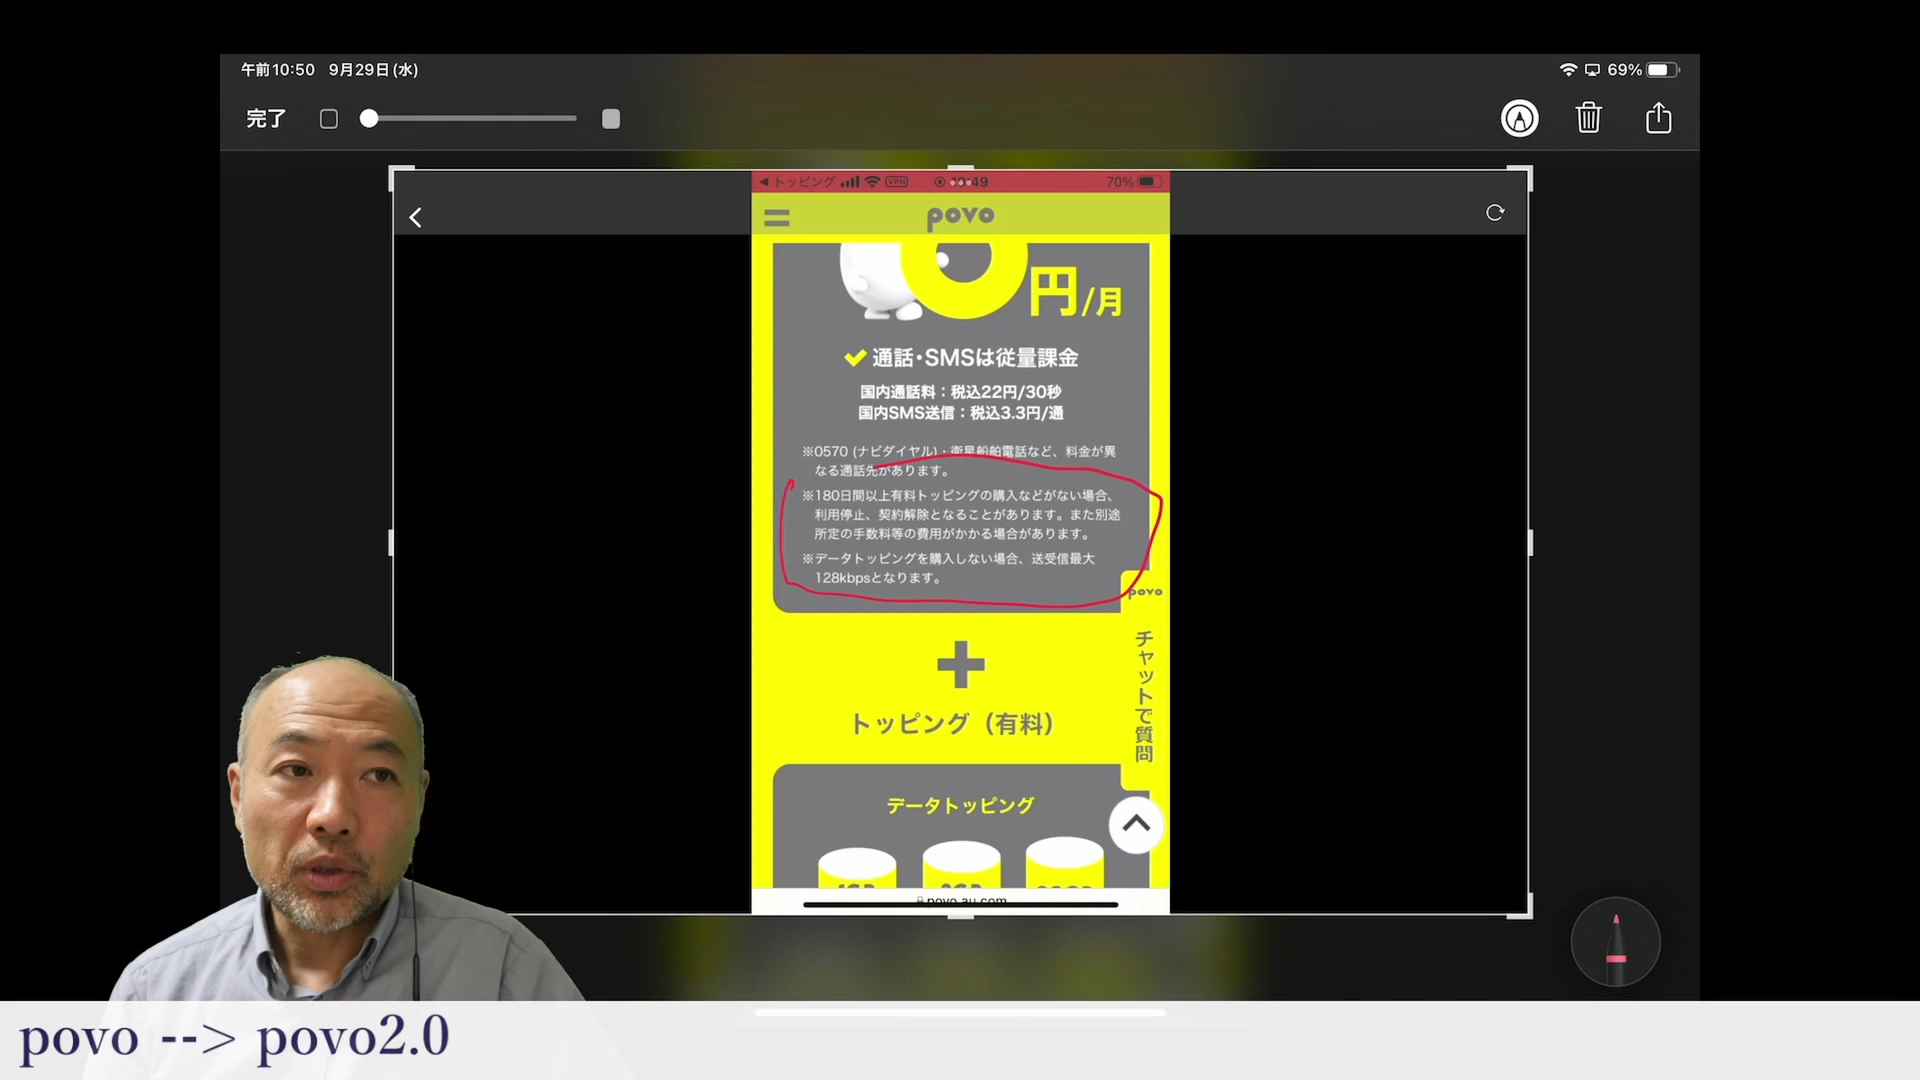 午前10:50 9月29日(水)
69%
完了
トッピング
VPN
70%
povo
円/月
通話・SMSは従量課金
国内通話料：税込22円/30秒
国内SMS送信：税込3.3円/通
※0570 (ナビダイヤル)・衛星船舶電話など、料金が異
なる通話先があります。
※180日間以上有料トッピングの購入などがない場合、
利用停止、契約解除となることがあります。また別途
所定の手数料等の費用がかかる場合があります。
※データトッピングを購入しない場合、送受信最大
128kbpsとなります。
povo
チャットで質問
トッピング（有料）
データトッピング
povo.au.com
povo --> povo2.0